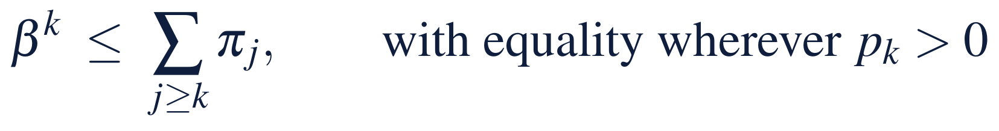 β^k ≤ ∑_{j≥k} π_j, with equality wherever p_k > 0